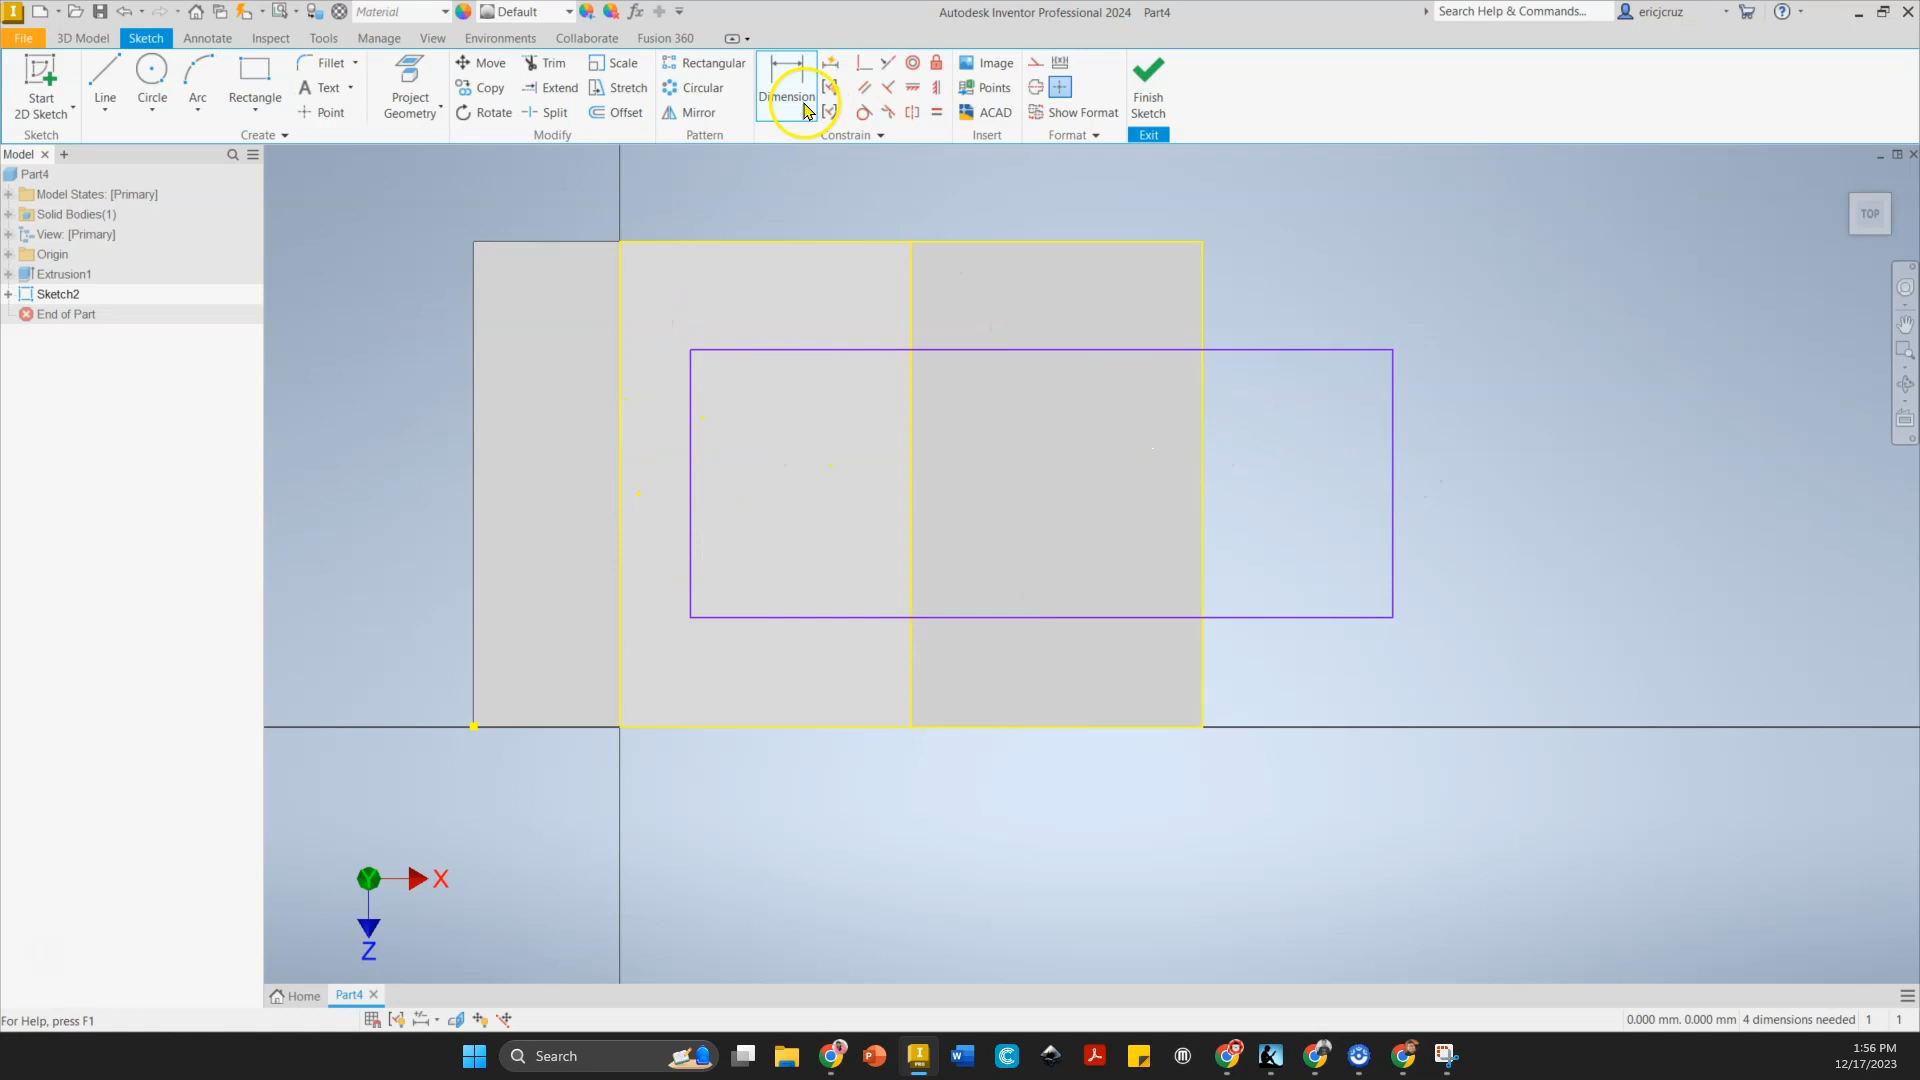 Material
Default
fx
Autodesk Inventor Professional 2024 Part4
Search Help & Commands...
ericjcruz
File
3D Model
Sketch
Annotate
Inspect
Tools
Manage
View
Environments
Collaborate
Fusion 360
Start
2D Sketch
Line
Circle
Arc
Rectangle
Fillet
Text
Point
Project
Geometry
Move
Copy
Rotate
Trim
Extend
Split
Scale
Stretch
Offset
Rectangular
Circular
Mirror
Dimension
Image
Points
ACAD
Show Format
Finish
Sketch
Sketch
Create
Modify
Pattern
Constrain
Insert
Format
Exit
Model
Part4
Model States: [Primary]
Solid Bodies(1)
View: [Primary]
Origin
Extrusion1
Sketch2
End of Part
TOP
Y
X
Z
Home
Part4
For Help, press F1
0.000 mm. 0.000 mm
4 dimensions needed
1
1
Search
1:56 PM
12/17/2023